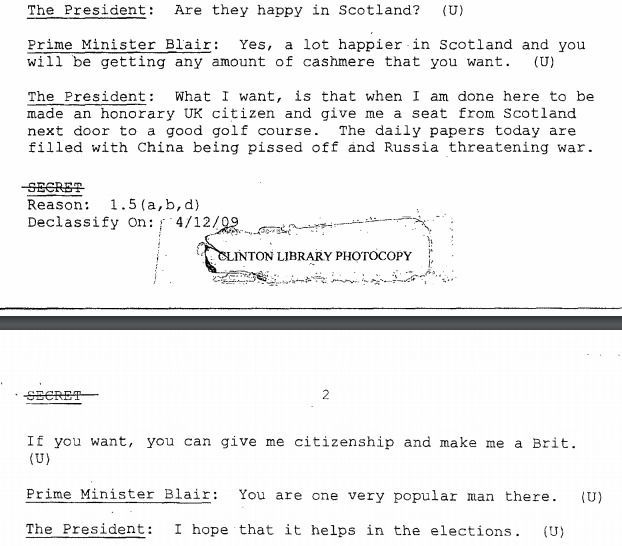 The President: Are they happy in Scotland? (U)
Prime Minister Blair: Yes, a lot happier in Scotland and you
will be getting any amount of cashmere that you want. (U)
The President: What I want, is that when I am done here to be
made an honorary UK citizen and give me a seat from Scotland
next door to a good golf course. The daily papers today are
filled with China being pissed off and Russia threatening war.
SECRET
Reason: 1.5(a,b,d)
Declassify On: 4/12/09
CLINTON LIBRARY PHOTOCOPY
SECRET 2
If you want, you can give me citizenship and make me a Brit.
(U)
Prime Minister Blair: You are one very popular man there. (U)
The President: I hope that it helps in the elections. (U)